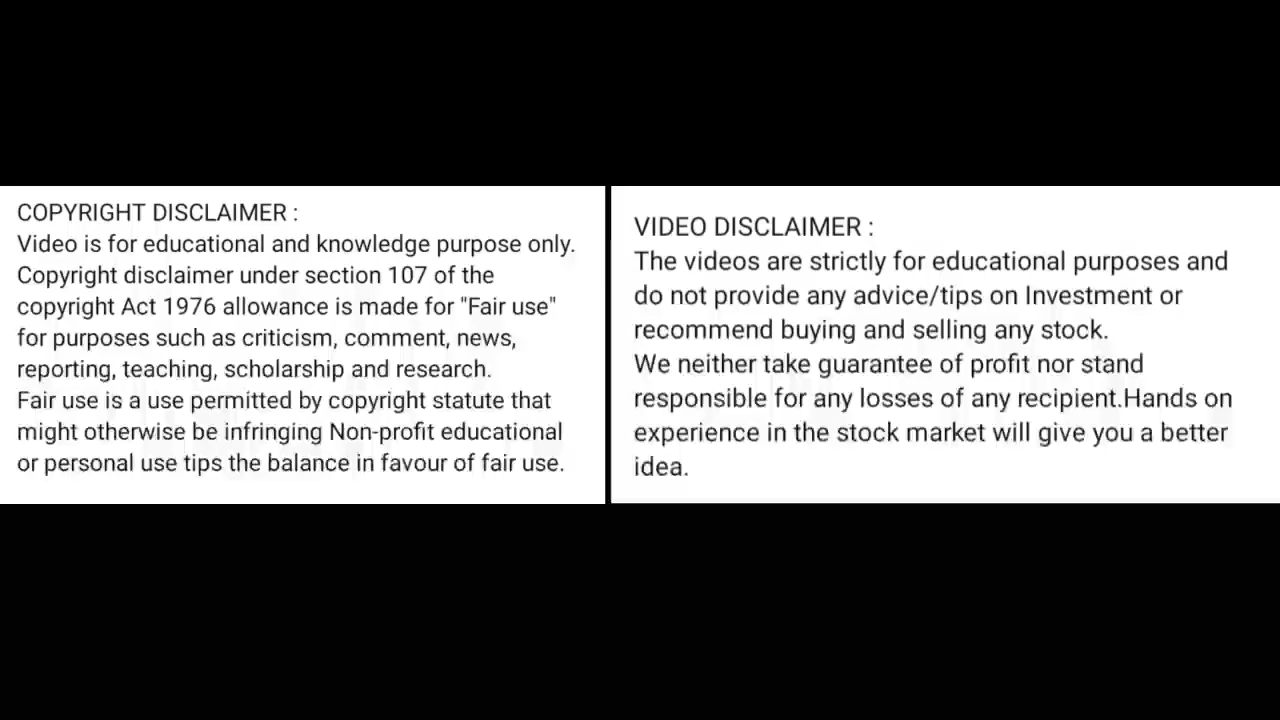 COPYRIGHT DISCLAIMER :
Video is for educational and knowledge purpose only.
Copyright disclaimer under section 107 of the
copyright Act 1976 allowance is made for "Fair use"
for purposes such as criticism, comment, news,
reporting, teaching, scholarship and research.
Fair use is a use permitted by copyright statute that
might otherwise be infringing Non-profit educational
or personal use tips the balance in favour of fair use.
VIDEO DISCLAIMER :
The videos are strictly for educational purposes and
do not provide any advice/tips on Investment or
recommend buying and selling any stock.
We neither take guarantee of profit nor stand
responsible for any losses of any recipient.Hands on
experience in the stock market will give you a better
idea.